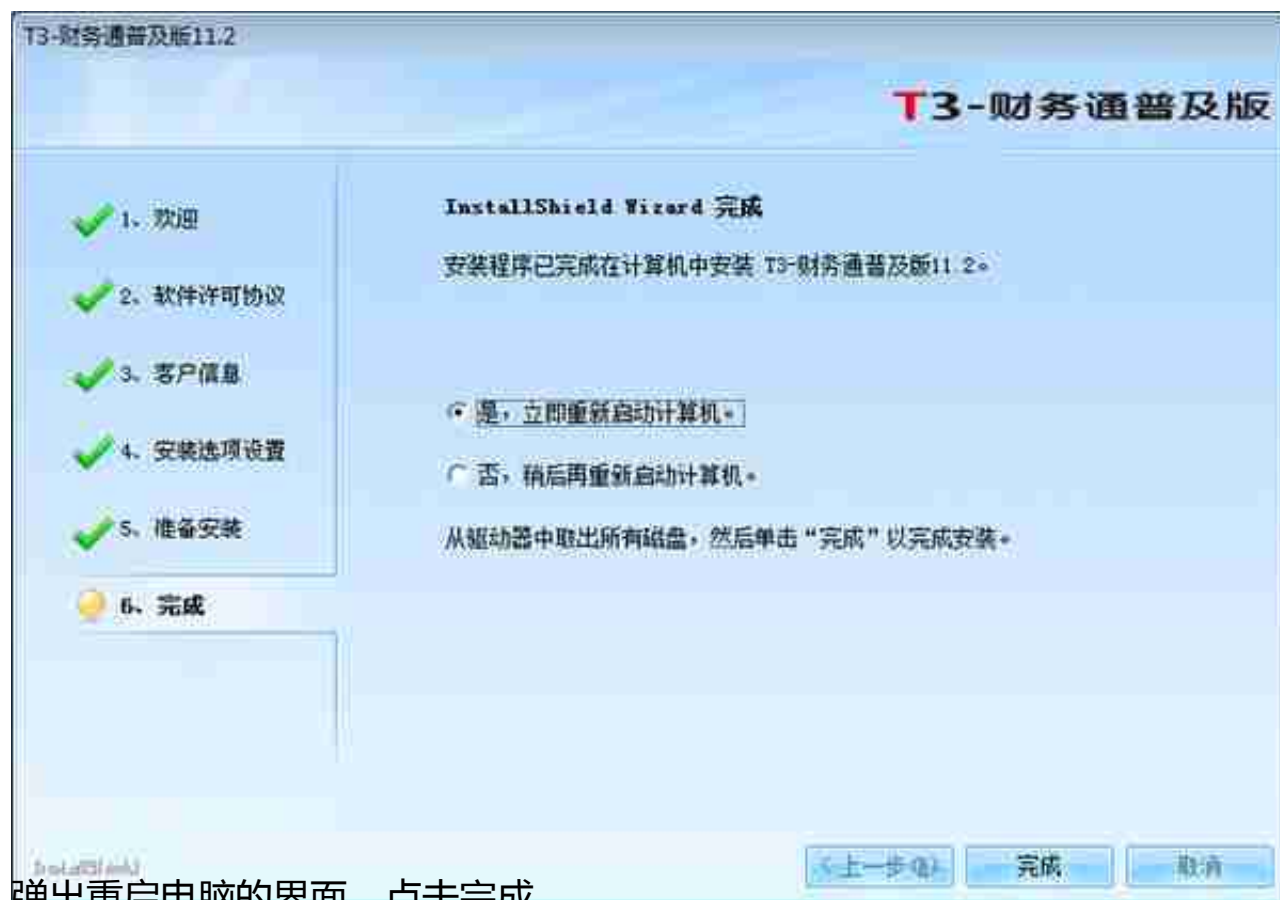 T3-财务通普及版11.2
T3-财务通普及版
1、欢迎
2、软件许可协议
3、客户信息
4、安装选项设置
5、准备安装
6、完成
InstallShield Wizard 完成
安装程序已完成在计算机中安装 T3-财务通普及版11.2。
是，立即重新启动计算机。
否，稍后再重新启动计算机。
从驱动器中取出所有磁盘，然后单击“完成”以完成安装。
InstallShield
<上一步(B) 完成 取消
弹出重启电脑的界面，点击完成